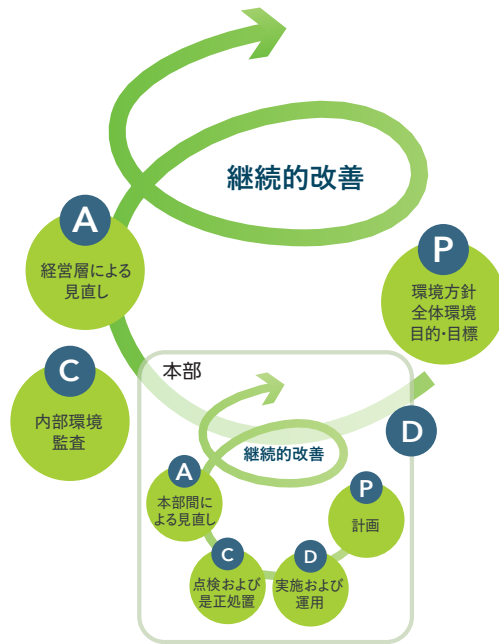 継続的改善
A
経営層による
見直し
P
環境方針
全体環境
目的・目標
C
内部環境
監査
本部
D
継続的改善
A
本部間に
よる見直し
P
計画
C
点検および
是正処置
D
実施および
運用